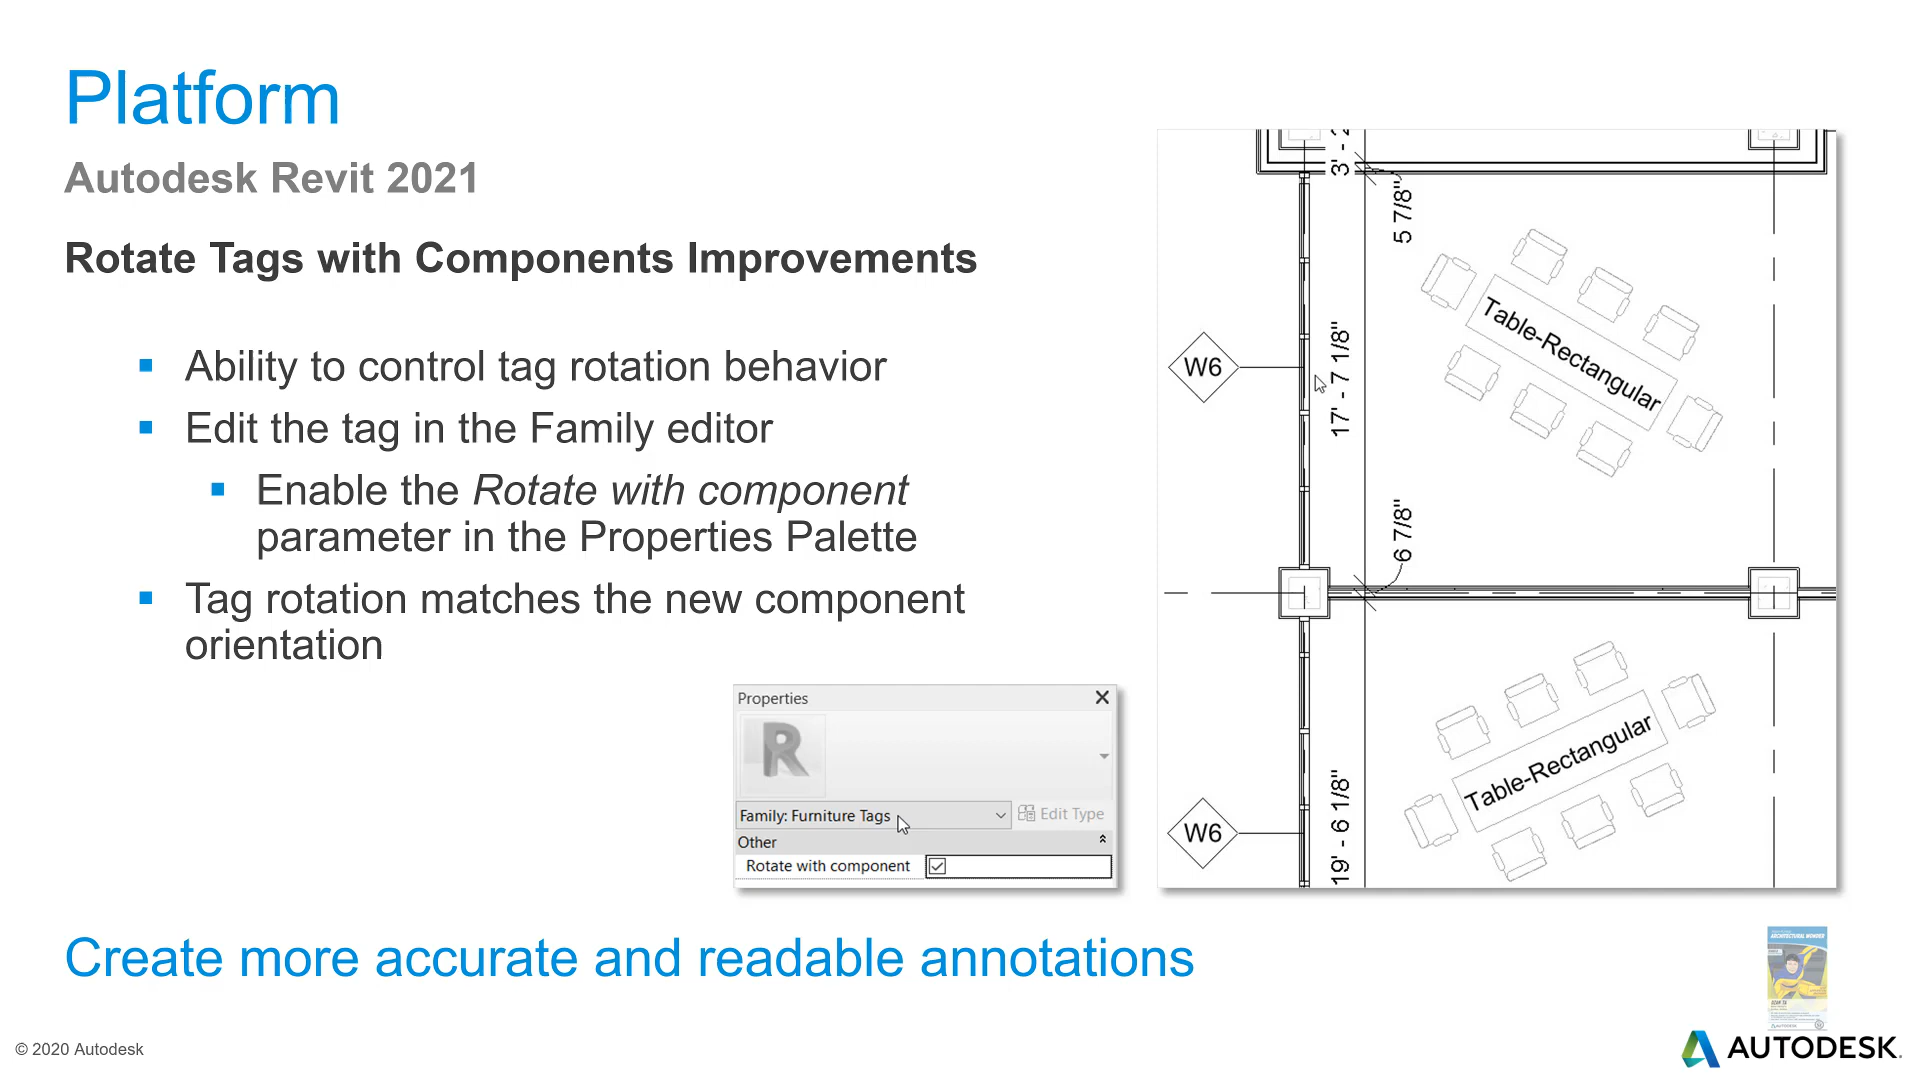 Platform
Autodesk Revit 2021
Rotate Tags with Components Improvements
Ability to control tag rotation behavior
Edit the tag in the Family editor
Enable the Rotate with component
parameter in the Properties Palette
Tag rotation matches the new component
orientation
Properties
R
Family: Furniture Tags
Edit Type
Other
Rotate with component
3' -
5 7/8"
Table-Rectangular
W6
17' - 7 1/8"
6 7/8"
Table-Rectangular
W6
19' - 6 1/8"
Create more accurate and readable annotations
ARCHITECTURAL WONDER
AUTODESK
© 2020 Autodesk
AUTODESK.